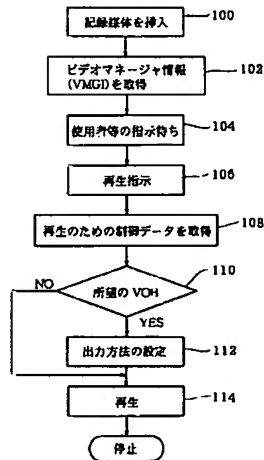 記録媒体を挿入
100
ビデオマネージャ情報
(VMGI)を取得
102
使用者等の指示待ち
104
再生指示
106
再生のための制御データを取得
108
所望の VOH
110
NO
YES
出力方法の設定
112
再生
114
停止